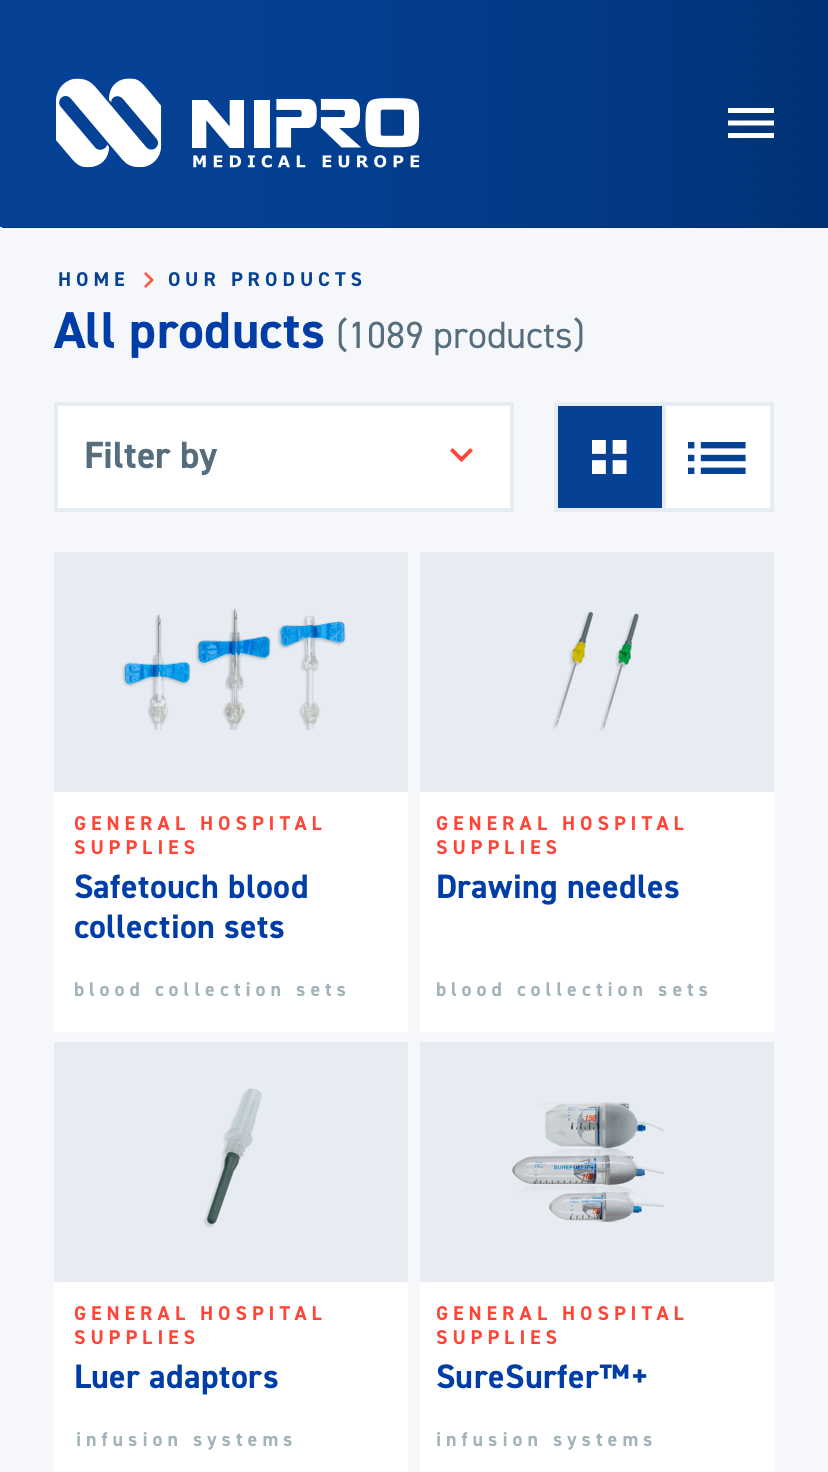 NIPRO
MEDICAL EUROPE
HOME > OUR PRODUCTS
All products (1089 products)
Filter by
GENERAL HOSPITAL
SUPPLIES
Safetouch blood
collection sets
blood collection sets
GENERAL HOSPITAL
SUPPLIES
Drawing needles
blood collection sets
GENERAL HOSPITAL
SUPPLIES
Luer adaptors
infusion systems
150
SUREFUSER+
GENERAL HOSPITAL
SUPPLIES
SureSurfer™+
infusion systems